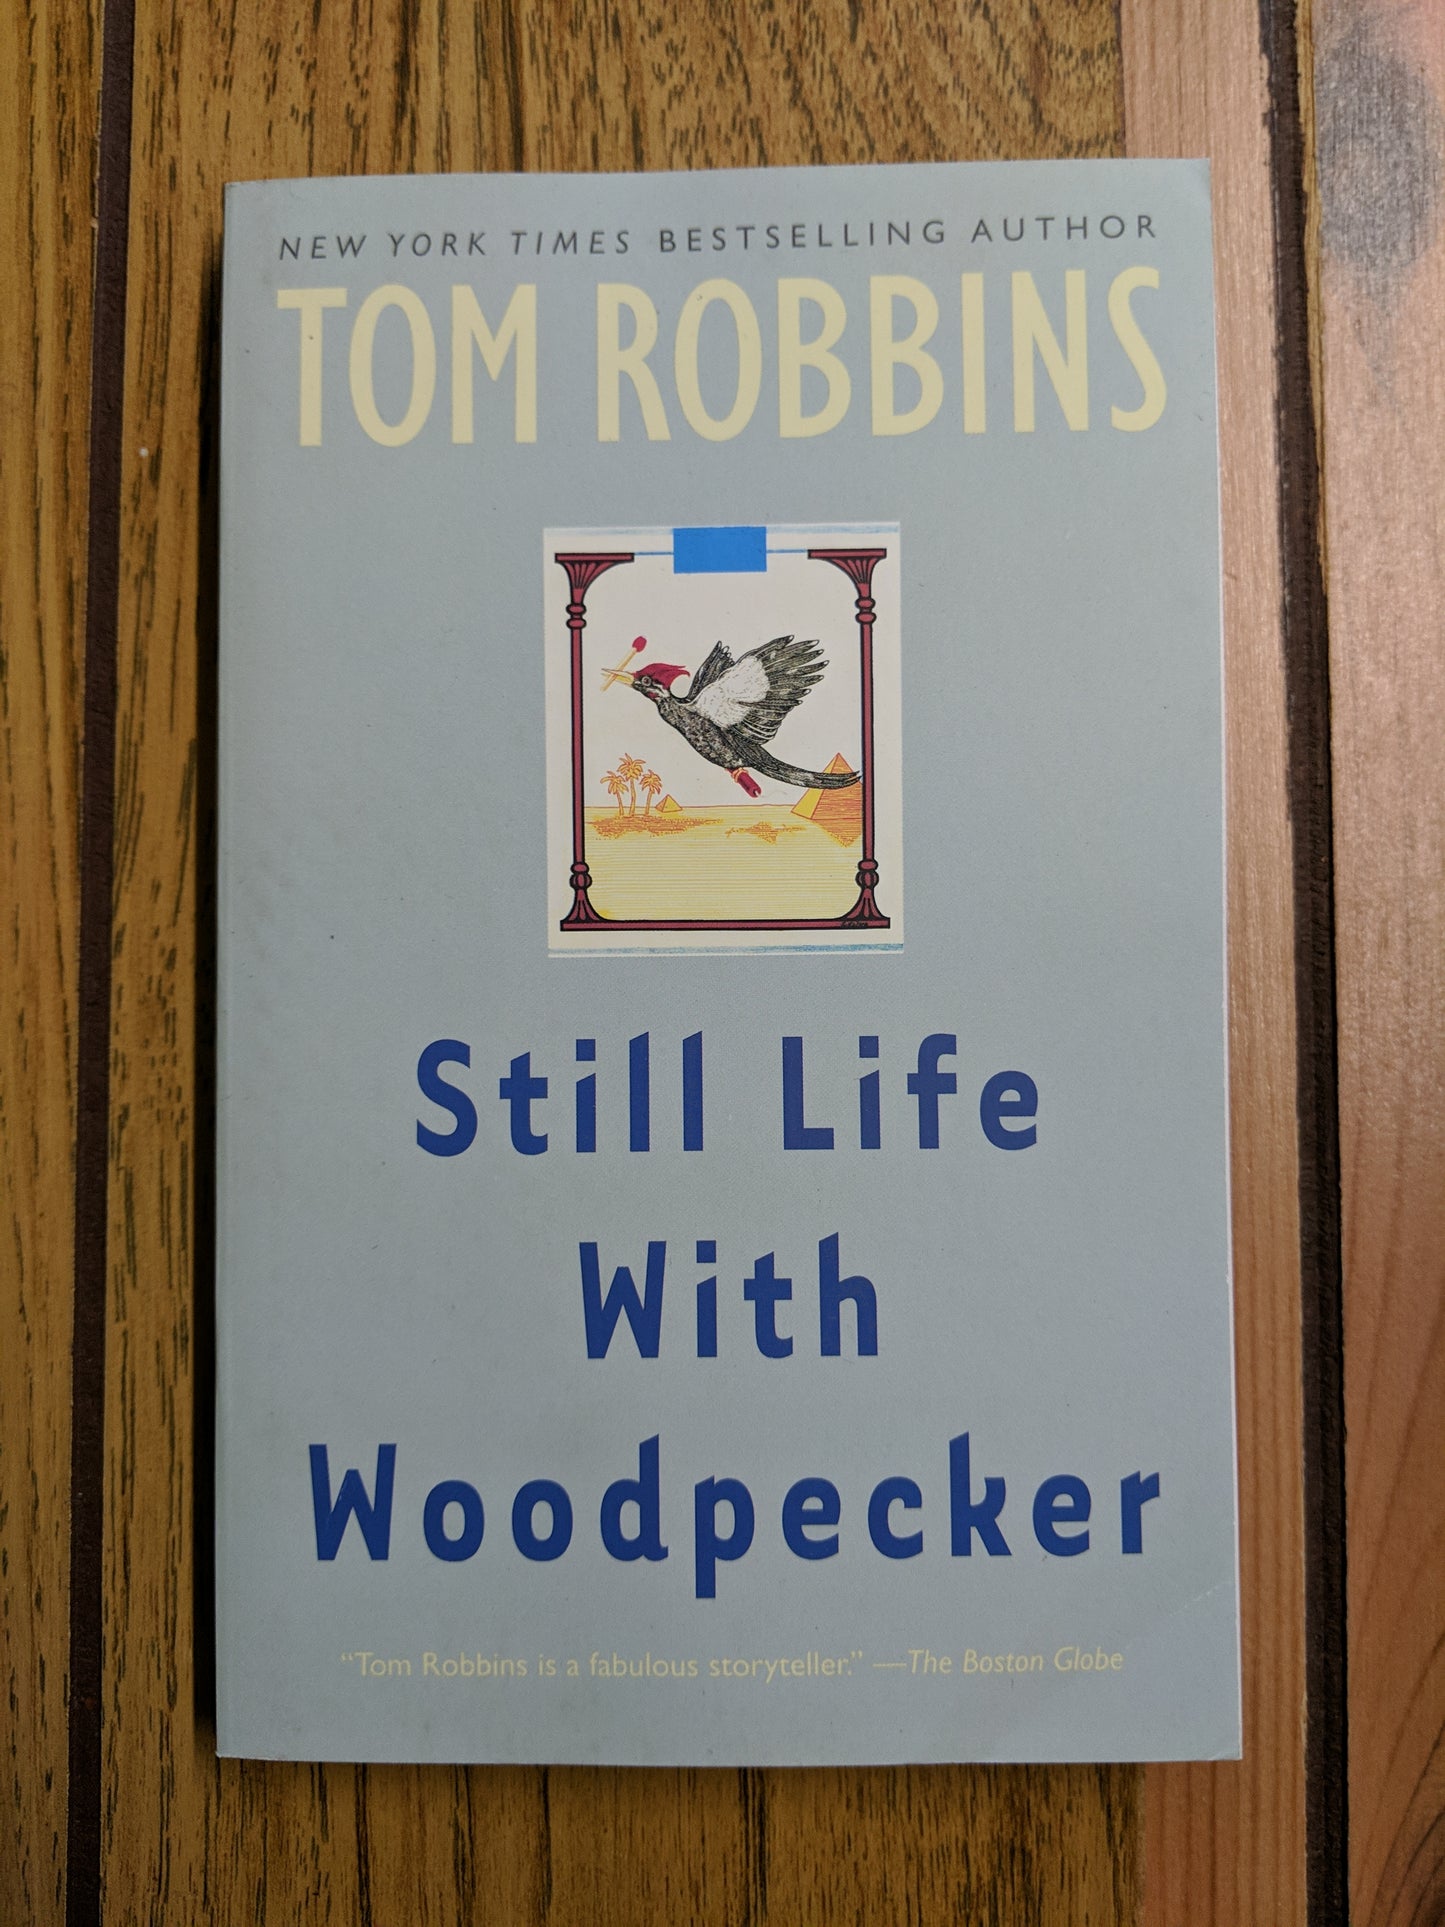 NEW YORK TIMES BESTSELLING AUTHOR
TOM ROBBINS
Still Life
With
Woodpecker
“Tom Robbins is a fabulous storyteller.” —The Boston Globe